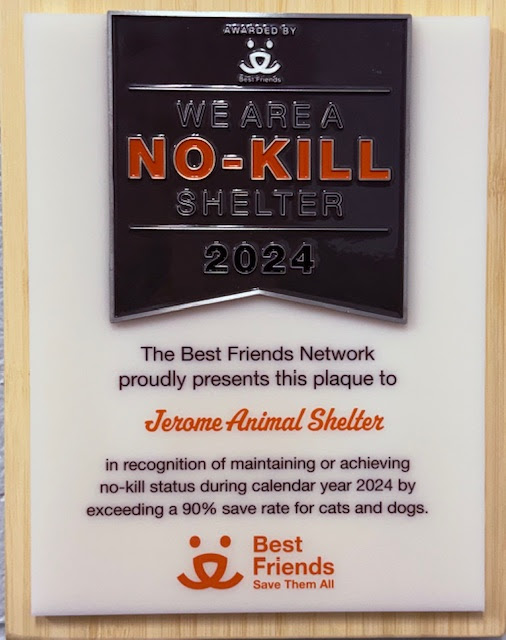 AWARDED BY
Best Friends
WE ARE A
NO-KILL
SHELTER
2024
The Best Friends Network
proudly presents this plaque to
Jerome Animal Shelter
in recognition of maintaining or achieving
no-kill status during calendar year 2024 by
exceeding a 90% save rate for cats and dogs.
Best
Friends
Save Them All